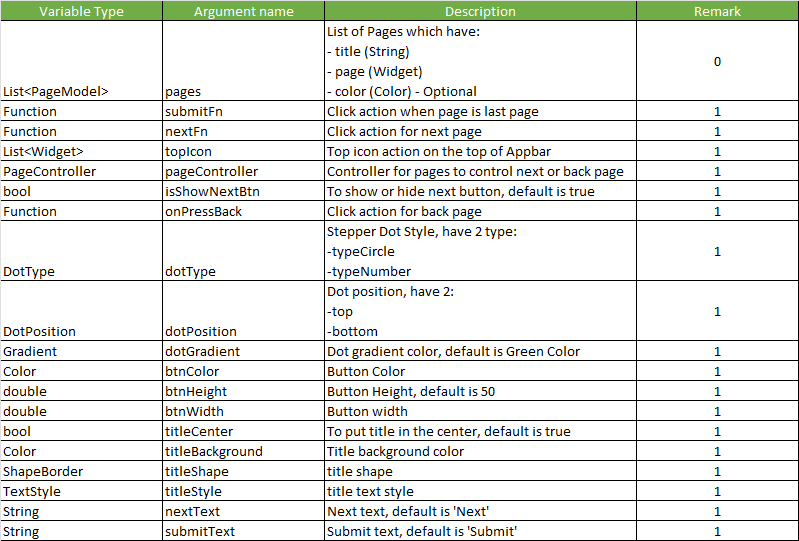 Variable Type Argument name Description Remark
List of Pages which have:
- title (String)
- page (Widget)
List<PageModel> pages - color (Color) - Optional 0
Function submitFn Click action when page is last page 1
Function nextFn Click action for next page 1
List<Widget> topIcon Top icon action on the top of Appbar 1
PageController pageController Controller for pages to control next or back page 1
bool isShowNextBtn To show or hide next button, default is true 1
Function onPressBack Click action for back page 1
Stepper Dot Style, have 2 type:
-typeCircle 1
DotType dotType -typeNumber
Dot position, have 2:
-top 1
DotPosition dotPosition -bottom
Gradient dotGradient Dot gradient color, default is Green Color 1
Color btnColor Button Color 1
double btnHeight Button Height, default is 50 1
double btnWidth Button width 1
bool titleCenter To put title in the center, default is true 1
Color titleBackground Title background color 1
ShapeBorder titleShape title shape 1
TextStyle titleStyle title text style 1
String nextText Next text, default is 'Next' 1
String submitText Submit text, default is 'Submit' 1